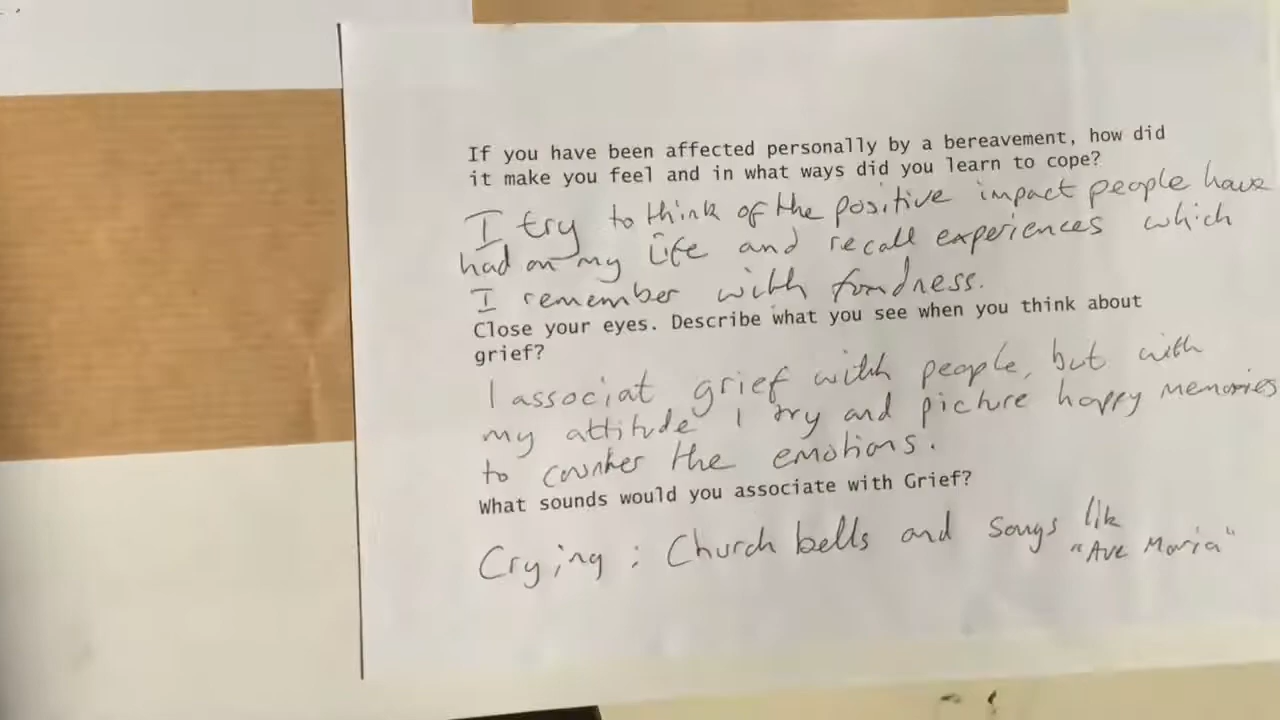 If you have been affected personally by a bereavement, how did
it make you feel and in what ways did you learn to cope?
I try to think of the positive impact people have
had on my life and recall experiences which
I remember with fondness.
Close your eyes. Describe what you see when you think about
grief?
I associat grief with people, but with
my attitude I try and picture happy memories
to counter the emotions.
What sounds would you associate with Grief?
Crying; Church bells and songs like
"Ave Maria"